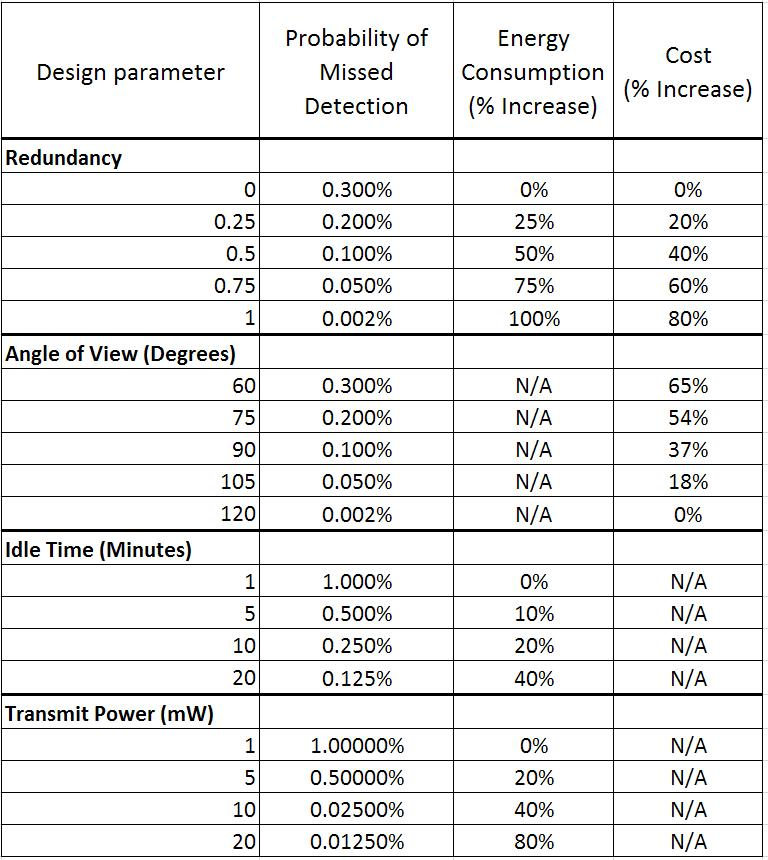 Design parameter Probability of Missed Detection Energy Consumption (% Increase) Cost (% Increase)
Redundancy
0 0.300% 0% 0%
0.25 0.200% 25% 20%
0.5 0.100% 50% 40%
0.75 0.050% 75% 60%
1 0.002% 100% 80%
Angle of View (Degrees)
60 0.300% N/A 65%
75 0.200% N/A 54%
90 0.100% N/A 37%
105 0.050% N/A 18%
120 0.002% N/A 0%
Idle Time (Minutes)
1 1.000% 0% N/A
5 0.500% 10% N/A
10 0.250% 20% N/A
20 0.125% 40% N/A
Transmit Power (mW)
1 1.00000% 0% N/A
5 0.50000% 20% N/A
10 0.02500% 40% N/A
20 0.01250% 80% N/A